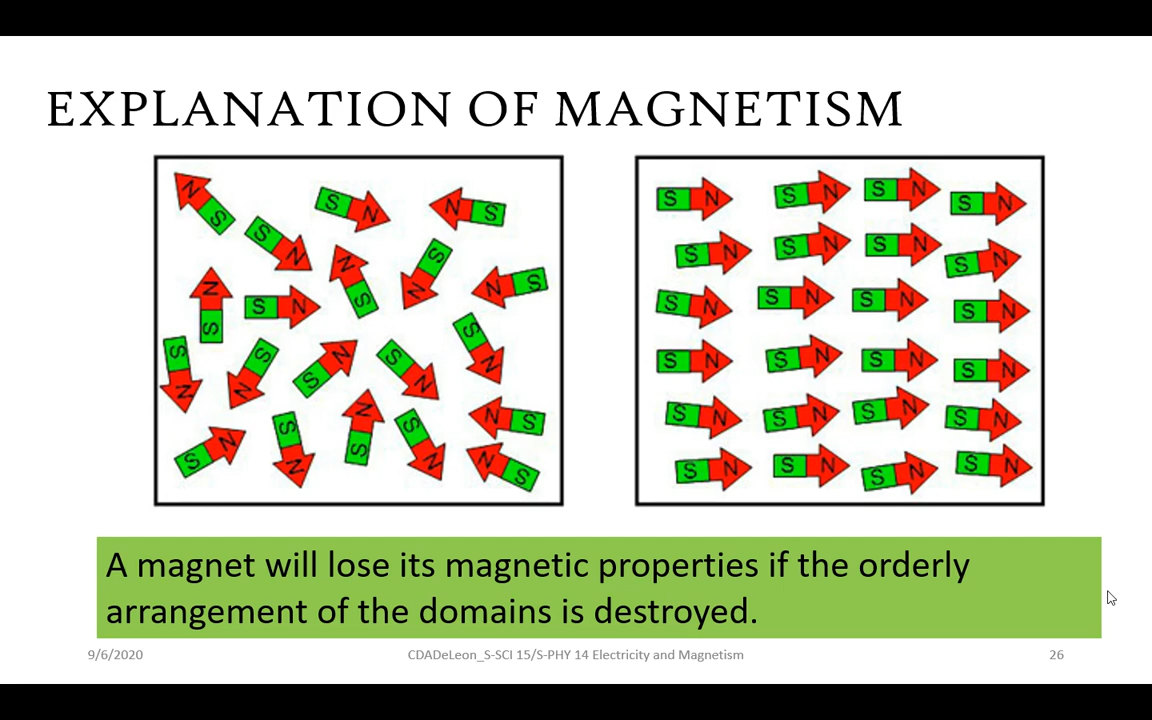 EXPLANATION OF MAGNETISM
N S S N N S
S N N S S
N S N S N
S N S
S N S N S N S N
S N S N N S
S N S N N S
S N S N S N S N
S N S N S N S N
S N S N S N S N
S N S N S N S N
S N S N S N S N
S N S N S N S N
A magnet will lose its magnetic properties if the orderly
arrangement of the domains is destroyed.
9/6/2020 CDADeLeon_S-SCI 15/S-PHY 14 Electricity and Magnetism 26